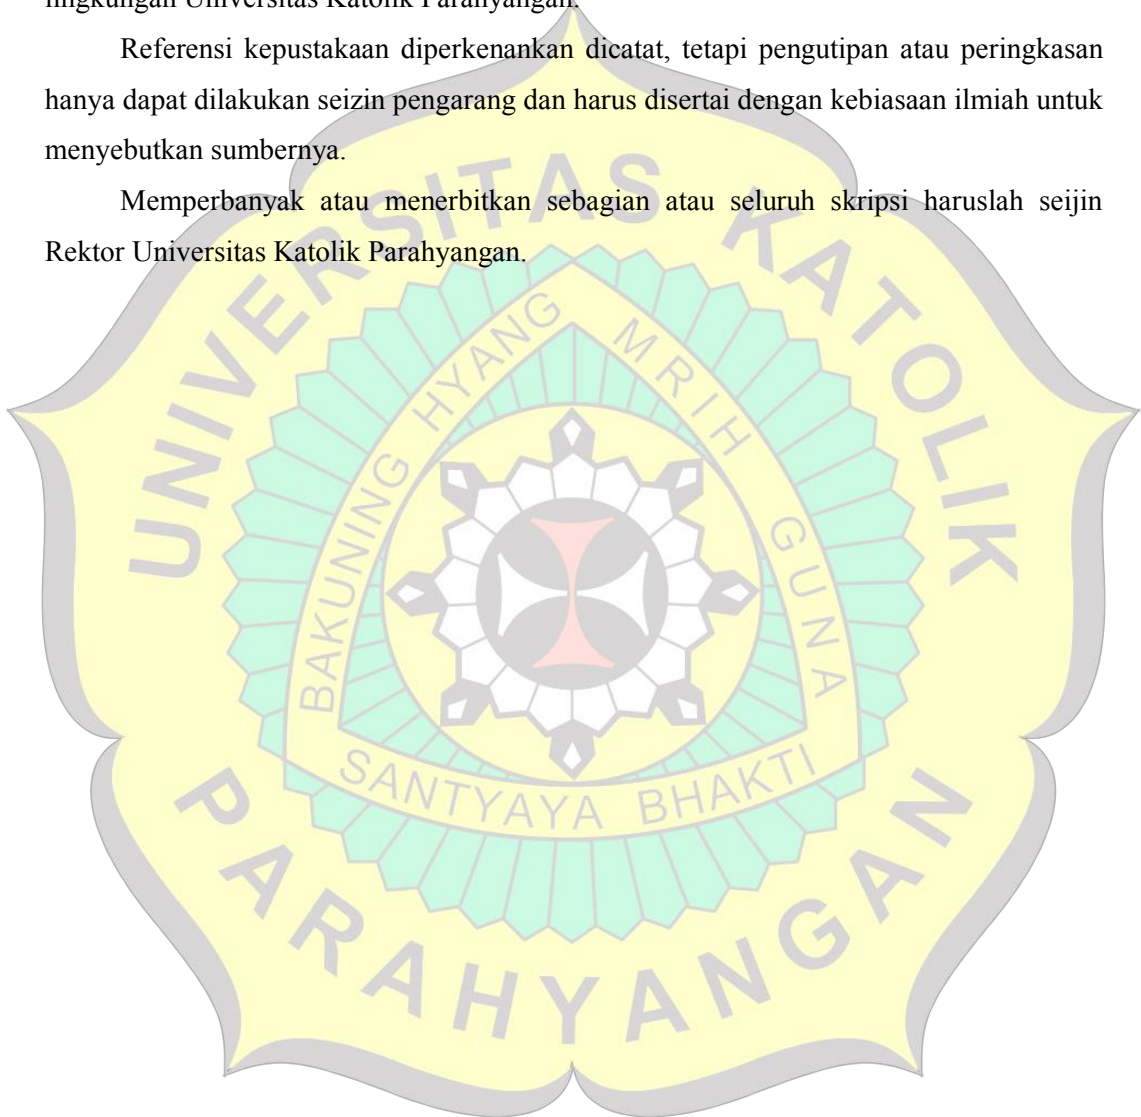 lingkungan Universitas Katolik Parahyangan.
Referensi kepustakaan diperkenankan dicatat, tetapi pengutipan atau peringkasan
hanya dapat dilakukan seizin pengarang dan harus disertai dengan kebiasaan ilmiah untuk
menyebutkan sumbernya.
Memperbanyak atau menerbitkan sebagian atau seluruh skripsi haruslah seijin
Rektor Universitas Katolik Parahyangan.
UNIVERSITAS KATOLIK
PARAHYANGAN
BAKUNING HYANG MRIH GUNA
SANTYAYA BHAKTI